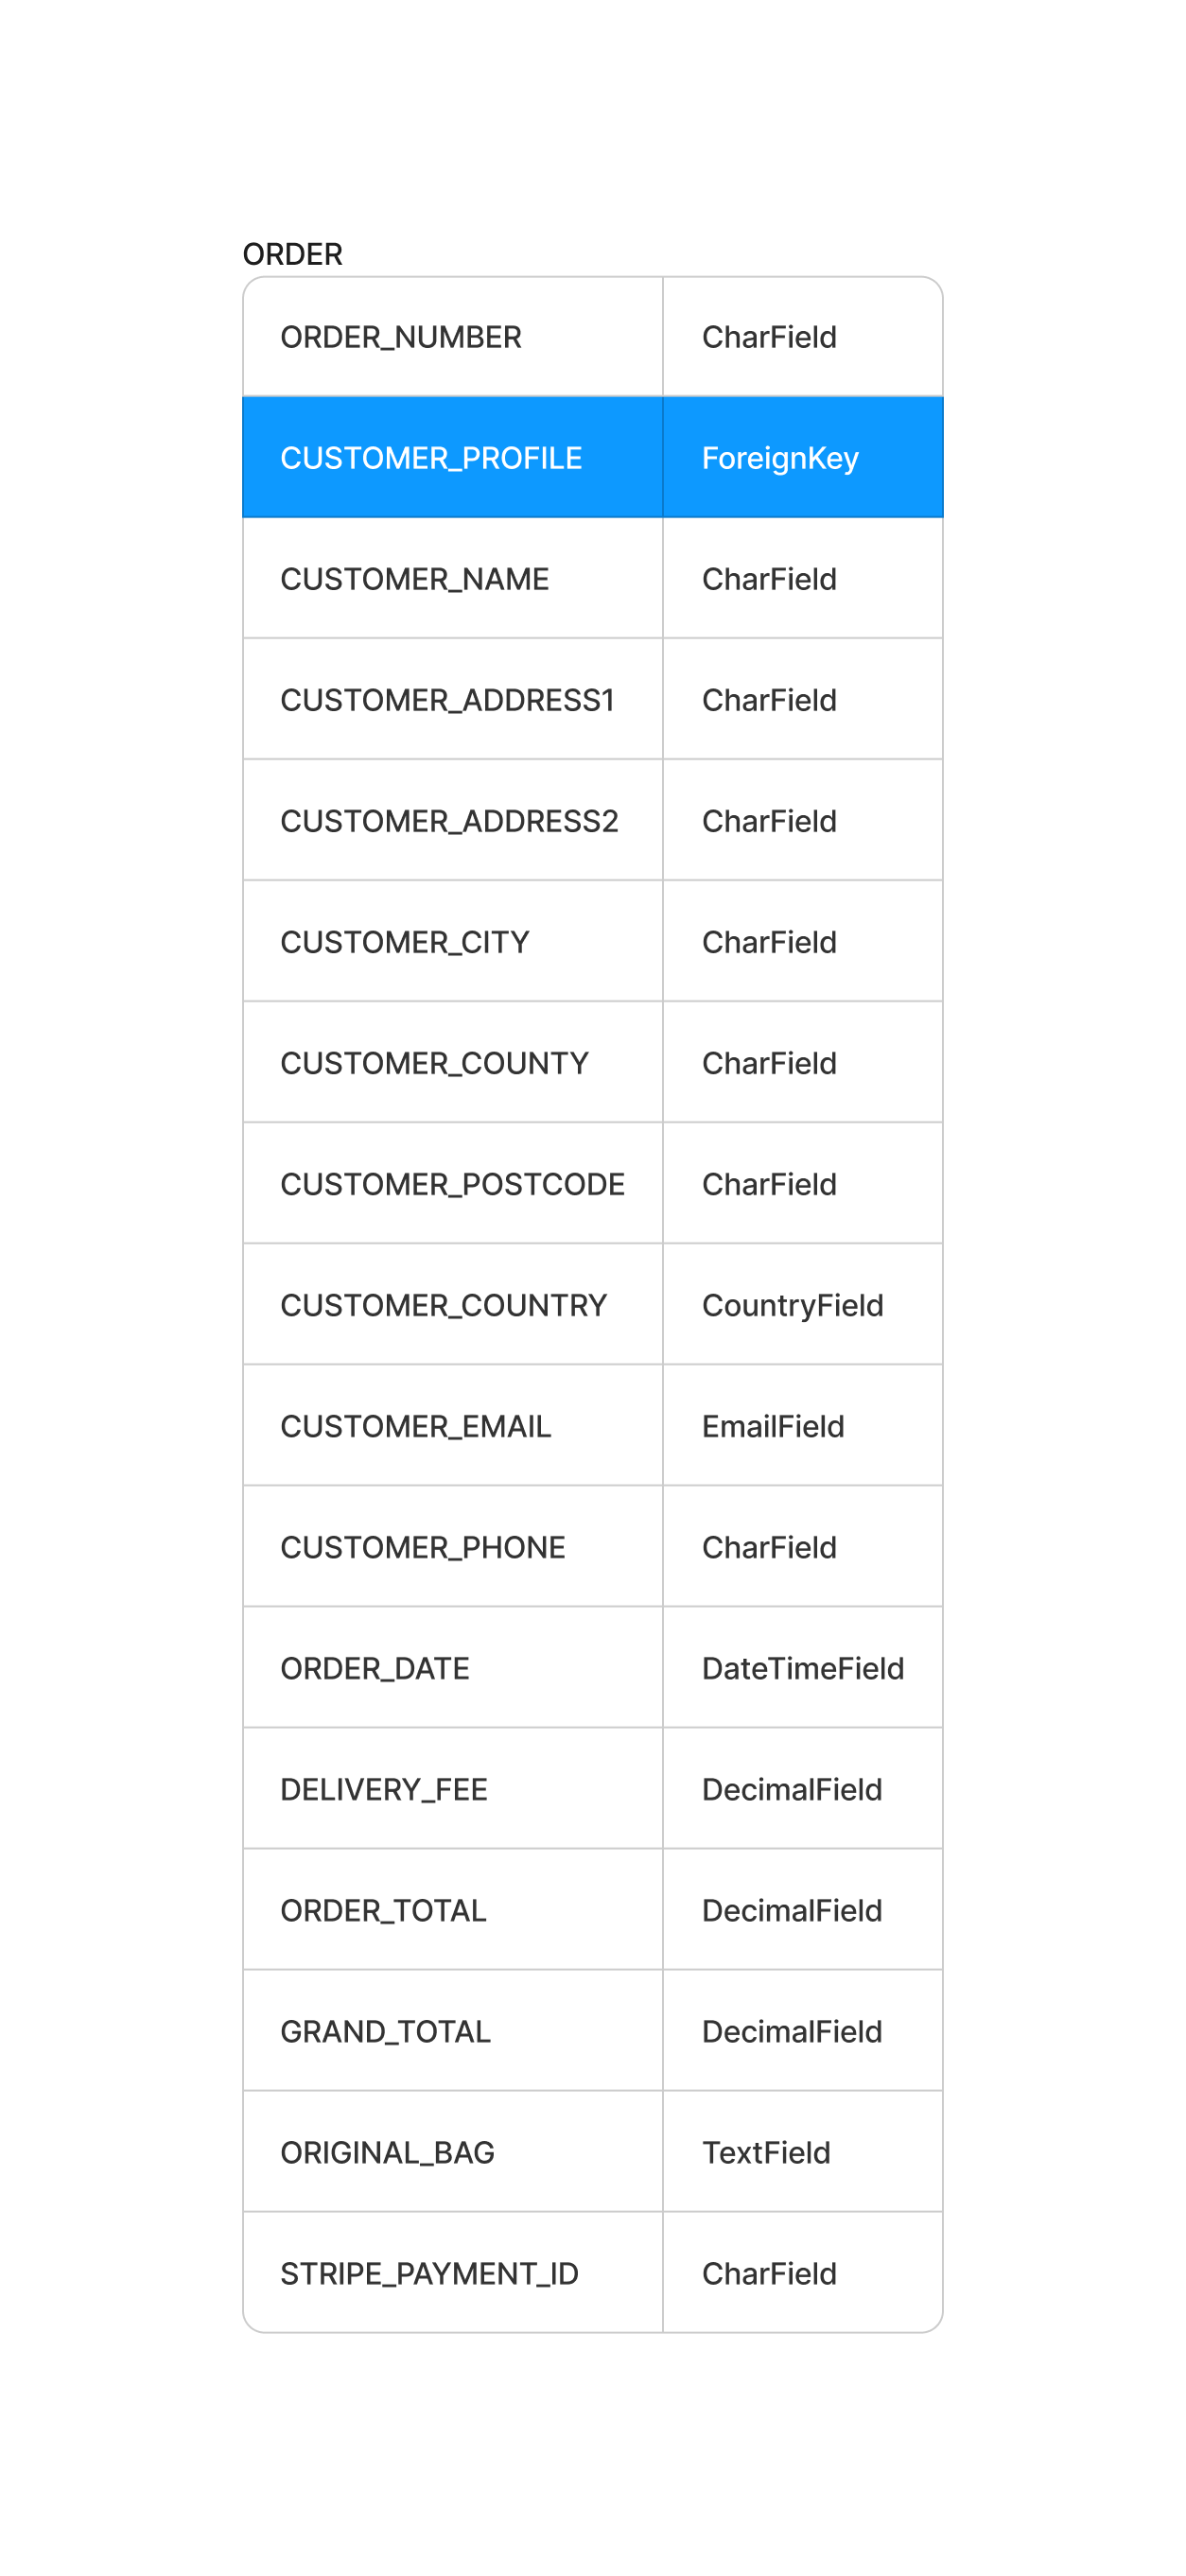 ORDER
ORDER_NUMBER CharField
CUSTOMER_PROFILE ForeignKey
CUSTOMER_NAME CharField
CUSTOMER_ADDRESS1 CharField
CUSTOMER_ADDRESS2 CharField
CUSTOMER_CITY CharField
CUSTOMER_COUNTY CharField
CUSTOMER_POSTCODE CharField
CUSTOMER_COUNTRY CountryField
CUSTOMER_EMAIL EmailField
CUSTOMER_PHONE CharField
ORDER_DATE DateTimeField
DELIVERY_FEE DecimalField
ORDER_TOTAL DecimalField
GRAND_TOTAL DecimalField
ORIGINAL_BAG TextField
STRIPE_PAYMENT_ID CharField